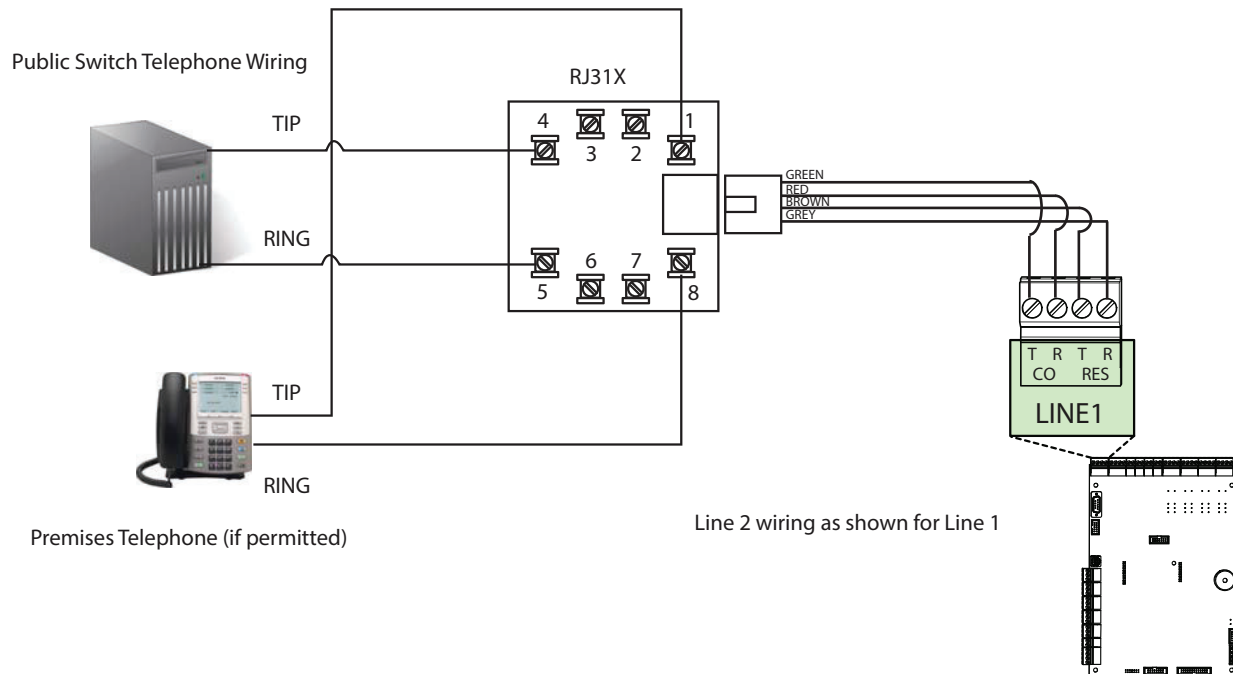 Public Switch Telephone Wiring
RJ31X
TIP
4
3
2
1
GREEN
RED
BROWN
GREY
RING
5
6
7
8
T R T R
CO RES
LINE1
TIP
RING
Premises Telephone (if permitted)
Line 2 wiring as shown for Line 1